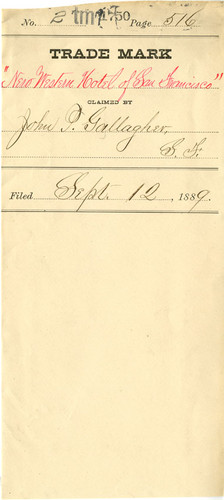 No. 2 tm17 1750 Page 516
TRADE MARK
"New Western Hotel of San Francisco"
CLAIMED BY
John P. Gallagher,
S. F.
Filed Sept. 12, 1889.